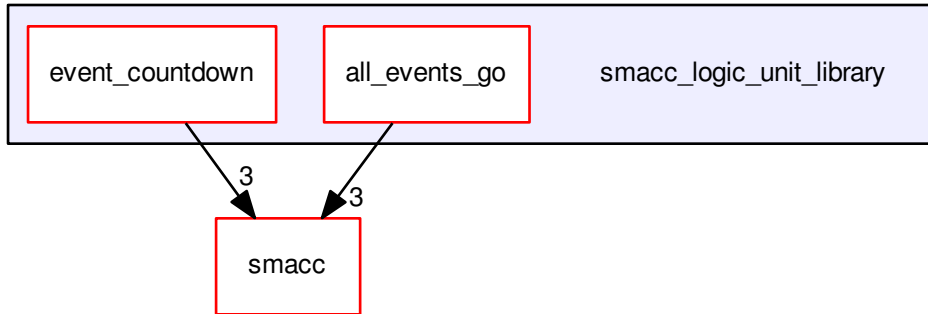 event_countdown
all_events_go
smacc_logic_unit_library
3
3
smacc